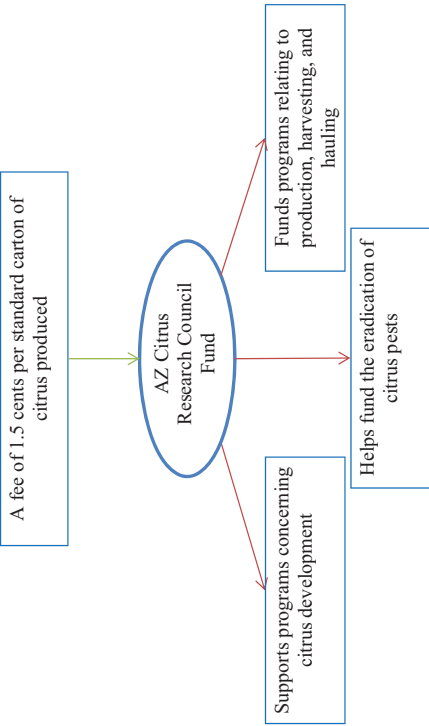 A fee of 1.5 cents per standard carton of
citrus produced
AZ Citrus
Research Council
Fund
Supports programs concerning
citrus development
Helps fund the eradication of
citrus pests
Funds programs relating to
production, harvesting, and
hauling